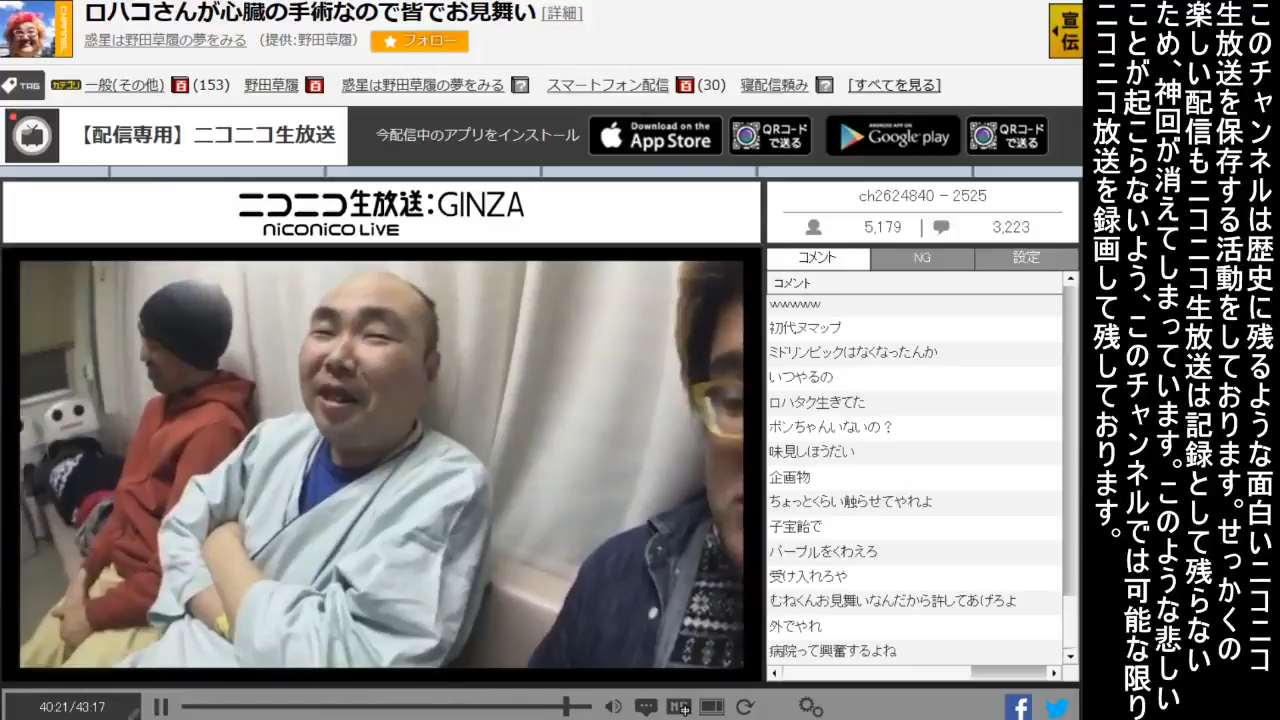 ロハコさんが心臓の手術なので皆でお見舞い [詳細]
惑星は野田草履の夢をみる （提供:野田草履） フォロー
CHANNEL
宣伝
TAG カテゴリ 一般(その他) 百 (153) 野田草履 百 惑星は野田草履の夢をみる ? スマートフォン配信 百 (30) 寝配信頼み ? [すべてを見る]
【配信専用】ニコニコ生放送
今配信中のアプリをインストール
Download on the App Store
QRコードで送る
ANDROID APP ON Google play
QRコードで送る
ニコニコ生放送:GINZA
niconico LIVE
ch2624840 - 2525
5,179 | 3,223
コメント NG 設定
コメント
wwwww
初代ヌマップ
ミドリンピックはなくなったんか
いつやるの
ロハタク生きてた
ポンちゃんいないの？
味見しほうだい
企画物
ちょっとくらい触らせてやれよ
子宝飴で
パープルをくわえろ
受け入れろや
むねくんお見舞いなんだから許してあげろよ
外でやれ
病院って興奮するよね
40:21/43:17
このチャンネルは歴史に残るような面白いニコニコ
生放送を保存する活動をしております。せっかくの
楽しい配信もニコニコ生放送は記録として残らない
ため、神回が消えてしまっています。このような悲しい
ことが起こらないよう、このチャンネルでは可能な限り
ニコニコ放送を録画して残しております。